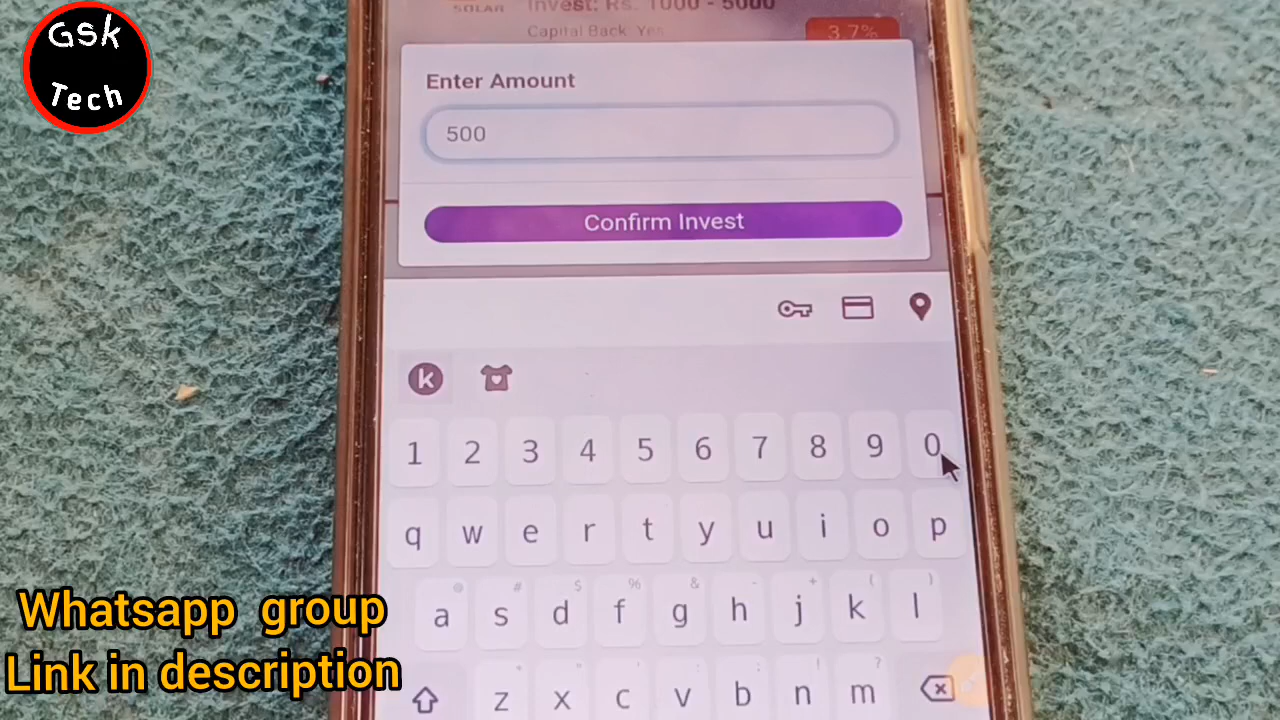 Gsk
Tech
SOLAR
Invest: Rs. 1000 - 5000
Capital Back Yes
3.7%
Enter Amount
500
Confirm Invest
k
1 2 3 4 5 6 7 8 9 0
q w e r t y u i o p
@ # $ % & - + ( )
a s d f g h j k l
* " ' : ; ! ?
z x c v b n m
Whatsapp group
Link in description